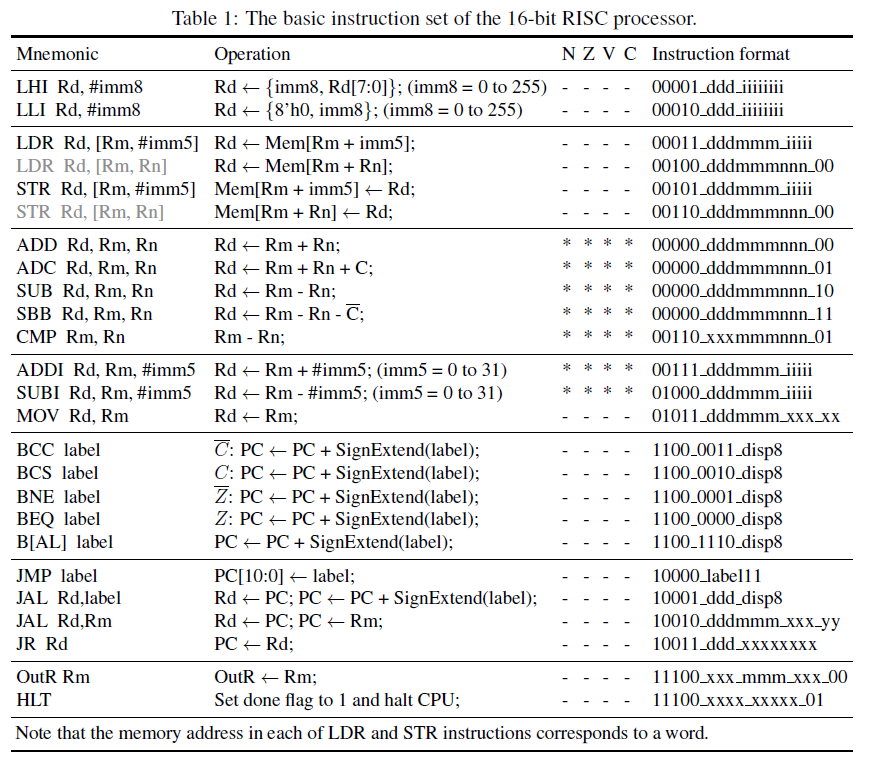 Table 1: The basic instruction set of the 16-bit RISC processor.
Mnemonic Operation N Z V C Instruction format
LHI Rd, #imm8 Rd ← {imm8, Rd[7:0]}; (imm8 = 0 to 255) - - - - 00001_ddd_iiiiiiii
LLI Rd, #imm8 Rd ← {8’h0, imm8}; (imm8 = 0 to 255) - - - - 00010_ddd_iiiiiiii
LDR Rd, [Rm, #imm5] Rd ← Mem[Rm + imm5]; - - - - 00011_dddmmm_iiiii
LDR Rd, [Rm, Rn] Rd ← Mem[Rm + Rn]; - - - - 00100_dddmmmnnn_00
STR Rd, [Rm, #imm5] Mem[Rm + imm5] ← Rd; - - - - 00101_dddmmm_iiiii
STR Rd, [Rm, Rn] Mem[Rm + Rn] ← Rd; - - - - 00110_dddmmmnnn_00
ADD Rd, Rm, Rn Rd ← Rm + Rn; * * * * 00000_dddmmmnnn_00
ADC Rd, Rm, Rn Rd ← Rm + Rn + C; * * * * 00000_dddmmmnnn_01
SUB Rd, Rm, Rn Rd ← Rm - Rn; * * * * 00000_dddmmmnnn_10
SBB Rd, Rm, Rn Rd ← Rm - Rn - C̅; * * * * 00000_dddmmmnnn_11
CMP Rm, Rn Rm - Rn; * * * * 00110_xxxmmmnnn_01
ADDI Rd, Rm, #imm5 Rd ← Rm + #imm5; (imm5 = 0 to 31) * * * * 00111_dddmmm_iiiii
SUBI Rd, Rm, #imm5 Rd ← Rm - #imm5; (imm5 = 0 to 31) * * * * 01000_dddmmm_iiiii
MOV Rd, Rm Rd ← Rm; - - - - 01011_dddmmm_xxx_xx
BCC label C̅: PC ← PC + SignExtend(label); - - - - 1100_0011_disp8
BCS label C: PC ← PC + SignExtend(label); - - - - 1100_0010_disp8
BNE label Z̅: PC ← PC + SignExtend(label); - - - - 1100_0001_disp8
BEQ label Z: PC ← PC + SignExtend(label); - - - - 1100_0000_disp8
B[AL] label PC ← PC + SignExtend(label); - - - - 1100_1110_disp8
JMP label PC[10:0] ← label; - - - - 10000_label11
JAL Rd,label Rd ← PC; PC ← PC + SignExtend(label); - - - - 10001_ddd_disp8
JAL Rd,Rm Rd ← PC; PC ← Rm; - - - - 10010_dddmmm_xxx_yy
JR Rd PC ← Rd; - - - - 10011_ddd_xxxxxxxx
OutR Rm OutR ← Rm; - - - - 11100_xxx_mmm_xxx_00
HLT Set done flag to 1 and halt CPU; - - - - 11100_xxxx_xxxxx_01
Note that the memory address in each of LDR and STR instructions corresponds to a word.